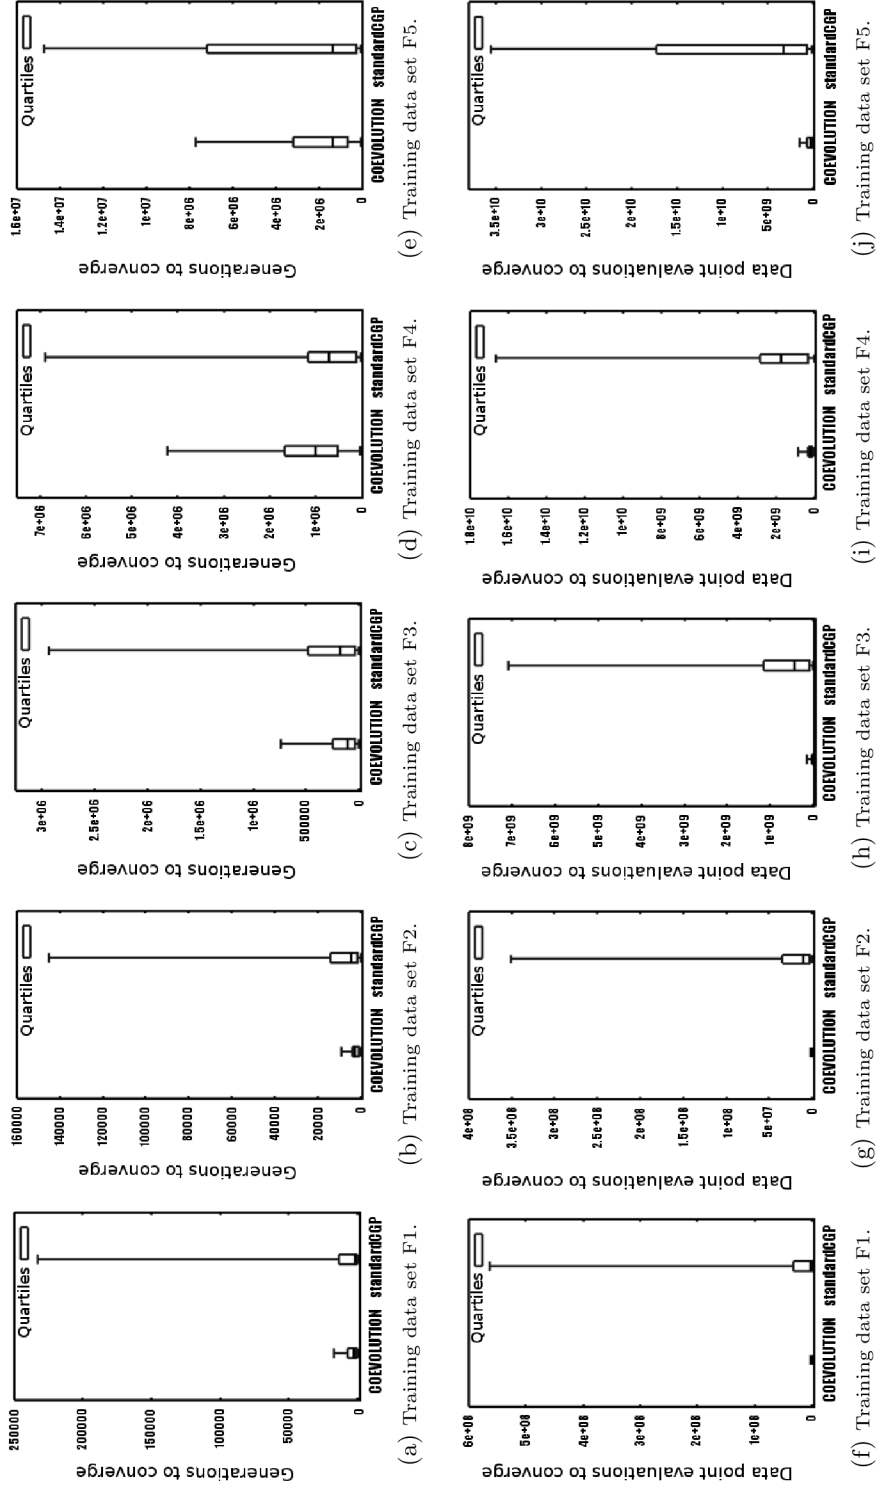 Generations to converge
250000
200000
150000
100000
50000
0
Quartiles
COEVOLUTION standardCGP
(a) Training data set F1.
Generations to converge
160000
140000
120000
100000
80000
60000
40000
20000
0
Quartiles
COEVOLUTION standardCGP
(b) Training data set F2.
Generations to converge
3e+06
2.5e+06
2e+06
1.5e+06
1e+06
500000
0
Quartiles
COEVOLUTION standardCGP
(c) Training data set F3.
Generations to converge
7e+06
6e+06
5e+06
4e+06
3e+06
2e+06
1e+06
0
Quartiles
COEVOLUTION standardCGP
(d) Training data set F4.
Generations to converge
1.6e+07
1.4e+07
1.2e+07
1e+07
8e+06
6e+06
4e+06
2e+06
0
Quartiles
COEVOLUTION standardCGP
(e) Training data set F5.
Data point evaluations to converge
6e+08
5e+08
4e+08
3e+08
2e+08
1e+08
0
Quartiles
COEVOLUTION standardCGP
(f) Training data set F1.
Data point evaluations to converge
4e+08
3.5e+08
3e+08
2.5e+08
2e+08
1.5e+08
1e+08
5e+07
0
Quartiles
COEVOLUTION standardCGP
(g) Training data set F2.
Data point evaluations to converge
8e+09
7e+09
6e+09
5e+09
4e+09
3e+09
2e+09
1e+09
0
Quartiles
COEVOLUTION standardCGP
(h) Training data set F3.
Data point evaluations to converge
1.8e+10
1.6e+10
1.4e+10
1.2e+10
1e+10
8e+09
6e+09
4e+09
2e+09
0
Quartiles
COEVOLUTION standardCGP
(i) Training data set F4.
Data point evaluations to converge
3.5e+10
3e+10
2.5e+10
2e+10
1.5e+10
1e+10
5e+09
0
Quartiles
COEVOLUTION standardCGP
(j) Training data set F5.